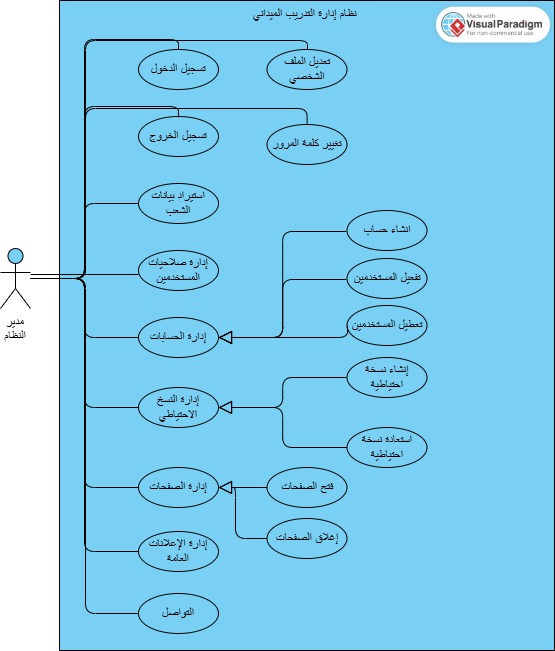 نظام إدارة التدريب الميداني
Made with
Visual Paradigm
For non-commercial use
تسجيل الدخول
تعديل الملف
الشخصي
تسجيل الخروج
تغيير كلمة المرور
استيراد بيانات
الشعب
انشاء حساب
إدارة صلاحيات
المستخدمين
تفعيل المستخدمين
مدير
النظام
إدارة الحسابات
تعطيل المستخدمين
إنشاء نسخة
احتياطية
إدارة النسخ
الاحتياطي
استعادة نسخة
احتياطية
إدارة الصفحات
فتح الصفحات
إغلاق الصفحات
إدارة الإعلانات
العامة
التواصل